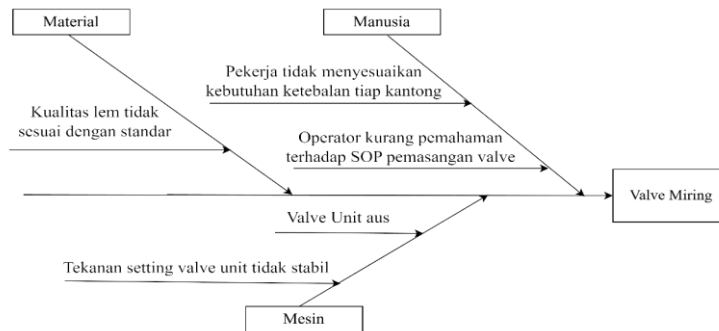 Material
Manusia
Pekerja tidak menyesuaikan
kebutuhan ketebalan tiap kantong
Kualitas lem tidak
sesuai dengan standar
Operator kurang pemahaman
terhadap SOP pemasangan valve
Valve Miring
Valve Unit aus
Tekanan setting valve unit tidak stabil
Mesin